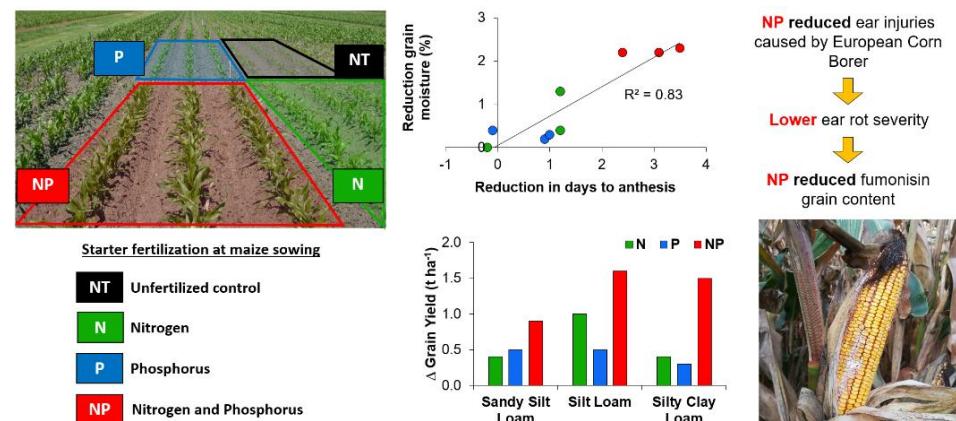 P
NT
NP
N
Starter fertilization at maize sowing
NT Unfertilized control
N Nitrogen
P Phosphorus
NP Nitrogen and Phosphorus
Reduction grain
moisture (%)
3
2
1
0
-1 0 1 2 3 4
R² = 0.83
Reduction in days to anthesis
Δ Grain Yield (t ha⁻¹)
2.0
1.5
1.0
0.5
0.0
N P NP
Sandy Silt
Loam
Silt Loam
Silty Clay
Loam
NP reduced ear injuries
caused by European Corn
Borer
Lower ear rot severity
NP reduced fumonisin
grain content